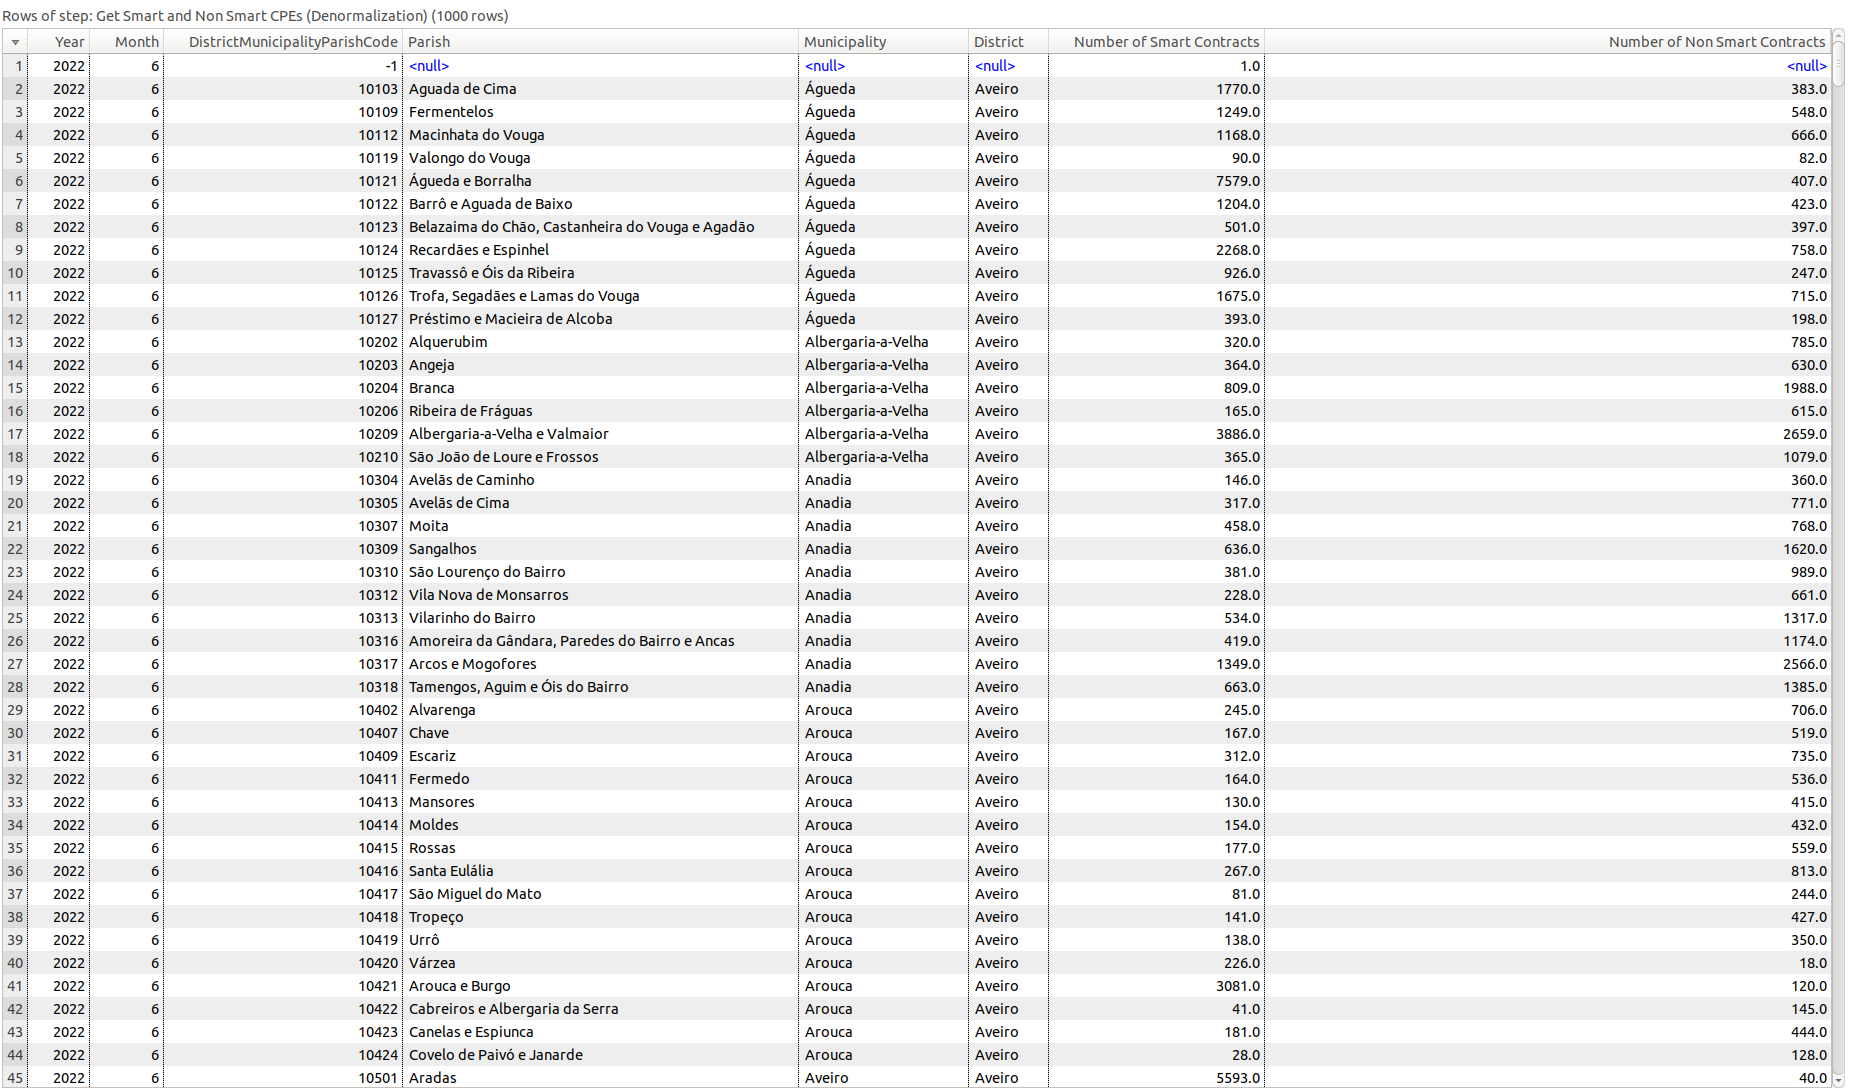 Rows of step: Get Smart and Non Smart CPEs (Denormalization) (1000 rows)
Year Month DistrictMunicipalityParishCode Parish Municipality District Number of Smart Contracts Number of Non Smart Contracts
1 2022 6 -1 <null> <null> <null> 1.0 <null>
2 2022 6 10103 Aguada de Cima Águeda Aveiro 1770.0 383.0
3 2022 6 10109 Fermentelos Águeda Aveiro 1249.0 548.0
4 2022 6 10112 Macinhata do Vouga Águeda Aveiro 1168.0 666.0
5 2022 6 10119 Valongo do Vouga Águeda Aveiro 90.0 82.0
6 2022 6 10121 Águeda e Borralha Águeda Aveiro 7579.0 407.0
7 2022 6 10122 Barrô e Aguada de Baixo Águeda Aveiro 1204.0 423.0
8 2022 6 10123 Belazaima do Chão, Castanheira do Vouga e Agadão Águeda Aveiro 501.0 397.0
9 2022 6 10124 Recardães e Espinhel Águeda Aveiro 2268.0 758.0
10 2022 6 10125 Travassô e Óis da Ribeira Águeda Aveiro 926.0 247.0
11 2022 6 10126 Trofa, Segadães e Lamas do Vouga Águeda Aveiro 1675.0 715.0
12 2022 6 10127 Préstimo e Macieira de Alcoba Águeda Aveiro 393.0 198.0
13 2022 6 10202 Alquerubim Albergaria-a-Velha Aveiro 320.0 785.0
14 2022 6 10203 Angeja Albergaria-a-Velha Aveiro 364.0 630.0
15 2022 6 10204 Branca Albergaria-a-Velha Aveiro 809.0 1988.0
16 2022 6 10206 Ribeira de Fráguas Albergaria-a-Velha Aveiro 165.0 615.0
17 2022 6 10209 Albergaria-a-Velha e Valmaior Albergaria-a-Velha Aveiro 3886.0 2659.0
18 2022 6 10210 São João de Loure e Frossos Albergaria-a-Velha Aveiro 365.0 1079.0
19 2022 6 10304 Avelãs de Caminho Anadia Aveiro 146.0 360.0
20 2022 6 10305 Avelãs de Cima Anadia Aveiro 317.0 771.0
21 2022 6 10307 Moita Anadia Aveiro 458.0 768.0
22 2022 6 10309 Sangalhos Anadia Aveiro 636.0 1620.0
23 2022 6 10310 São Lourenço do Bairro Anadia Aveiro 381.0 989.0
24 2022 6 10312 Vila Nova de Monsarros Anadia Aveiro 228.0 661.0
25 2022 6 10313 Vilarinho do Bairro Anadia Aveiro 534.0 1317.0
26 2022 6 10316 Amoreira da Gândara, Paredes do Bairro e Ancas Anadia Aveiro 419.0 1174.0
27 2022 6 10317 Arcos e Mogofores Anadia Aveiro 1349.0 2566.0
28 2022 6 10318 Tamengos, Aguim e Óis do Bairro Anadia Aveiro 663.0 1385.0
29 2022 6 10402 Alvarenga Arouca Aveiro 245.0 706.0
30 2022 6 10407 Chave Arouca Aveiro 167.0 519.0
31 2022 6 10409 Escariz Arouca Aveiro 312.0 735.0
32 2022 6 10411 Fermedo Arouca Aveiro 164.0 536.0
33 2022 6 10413 Mansores Arouca Aveiro 130.0 415.0
34 2022 6 10414 Moldes Arouca Aveiro 154.0 432.0
35 2022 6 10415 Rossas Arouca Aveiro 177.0 559.0
36 2022 6 10416 Santa Eulália Arouca Aveiro 267.0 813.0
37 2022 6 10417 São Miguel do Mato Arouca Aveiro 81.0 244.0
38 2022 6 10418 Tropeço Arouca Aveiro 141.0 427.0
39 2022 6 10419 Urrô Arouca Aveiro 138.0 350.0
40 2022 6 10420 Várzea Arouca Aveiro 226.0 18.0
41 2022 6 10421 Arouca e Burgo Arouca Aveiro 3081.0 120.0
42 2022 6 10422 Cabreiros e Albergaria da Serra Arouca Aveiro 41.0 145.0
43 2022 6 10423 Canelas e Espiunca Arouca Aveiro 181.0 444.0
44 2022 6 10424 Covelo de Paivó e Janarde Arouca Aveiro 28.0 128.0
45 2022 6 10501 Aradas Aveiro Aveiro 5593.0 40.0